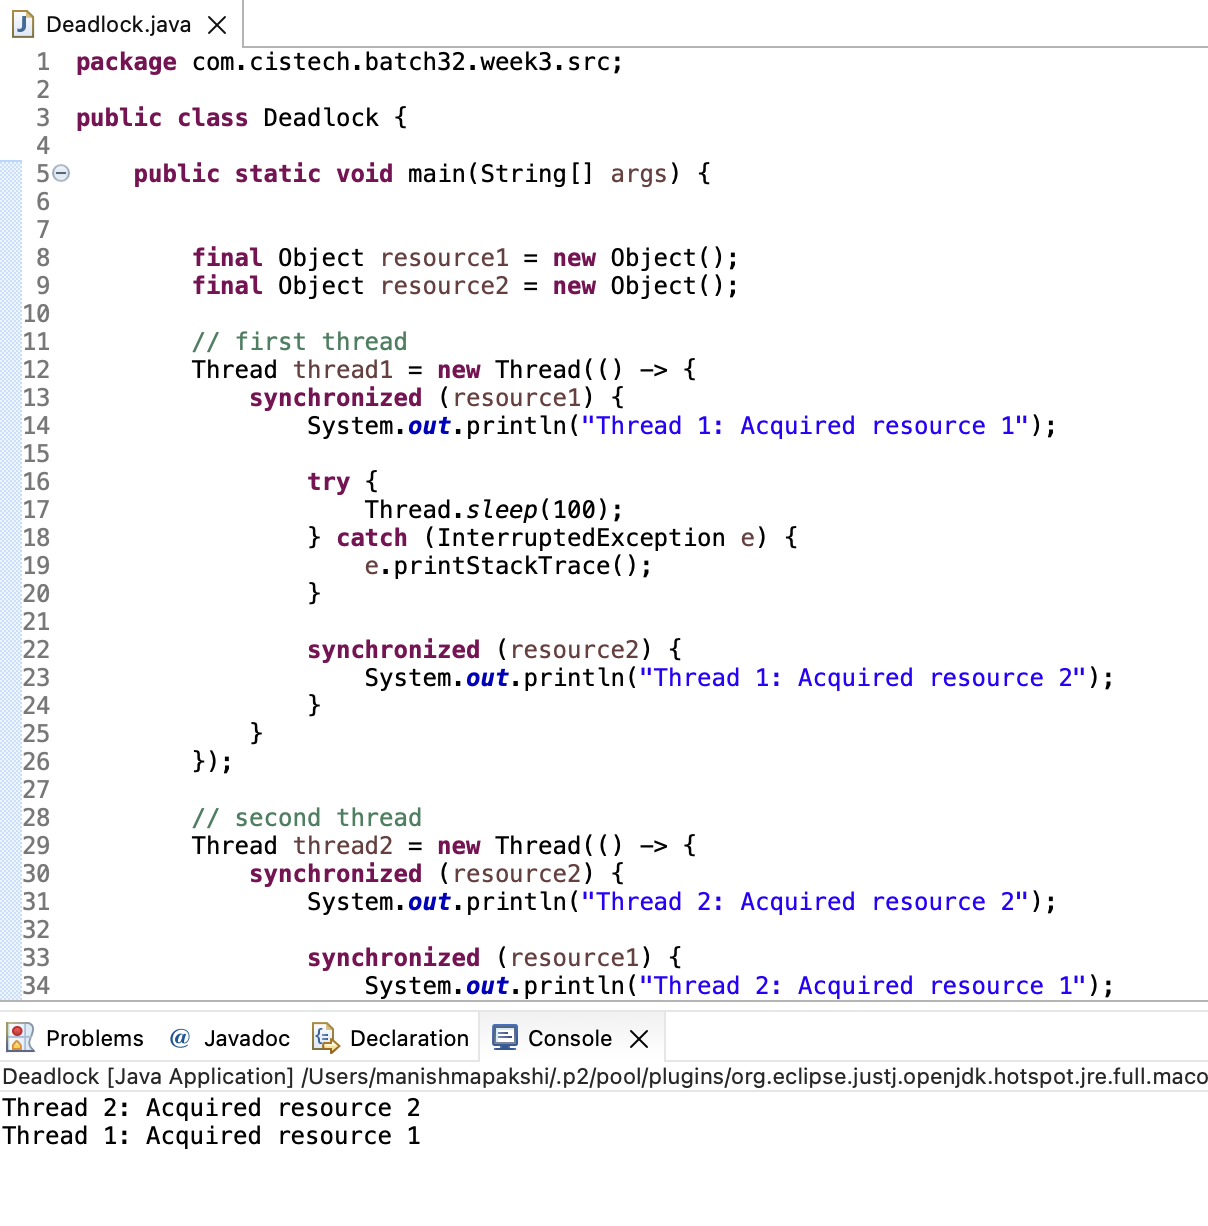 Deadlock.java
1 package com.cistech.batch32.week3.src;
2
3 public class Deadlock {
4
5 public static void main(String[] args) {
6
7
8 final Object resource1 = new Object();
9 final Object resource2 = new Object();
10
11 // first thread
12 Thread thread1 = new Thread(() -> {
13 synchronized (resource1) {
14 System.out.println("Thread 1: Acquired resource 1");
15
16 try {
17 Thread.sleep(100);
18 } catch (InterruptedException e) {
19 e.printStackTrace();
20 }
21
22 synchronized (resource2) {
23 System.out.println("Thread 1: Acquired resource 2");
24 }
25 }
26 });
27
28 // second thread
29 Thread thread2 = new Thread(() -> {
30 synchronized (resource2) {
31 System.out.println("Thread 2: Acquired resource 2");
32
33 synchronized (resource1) {
34 System.out.println("Thread 2: Acquired resource 1");
Problems @ Javadoc Declaration Console
Deadlock [Java Application] /Users/manishmapakshi/.p2/pool/plugins/org.eclipse.justj.openjdk.hotspot.jre.full.maco
Thread 2: Acquired resource 2
Thread 1: Acquired resource 1